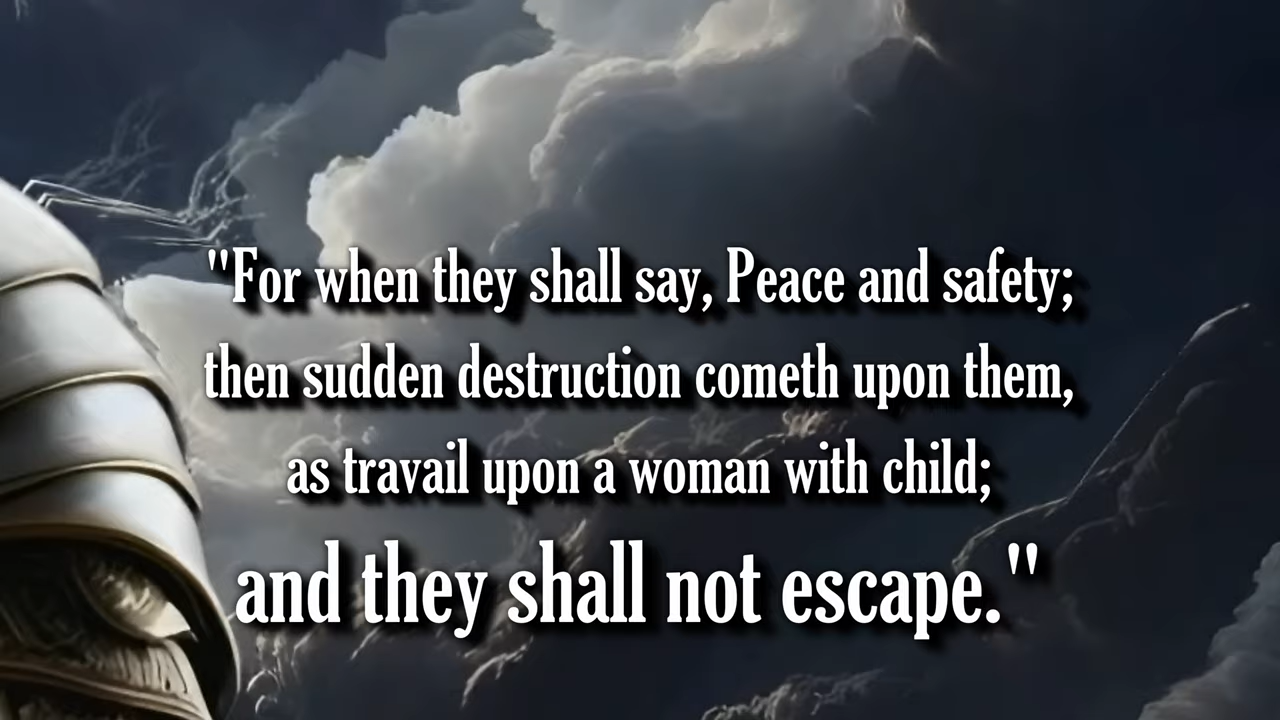 "For when they shall say, Peace and safety;
then sudden destruction cometh upon them,
as travail upon a woman with child;
and they shall not escape."